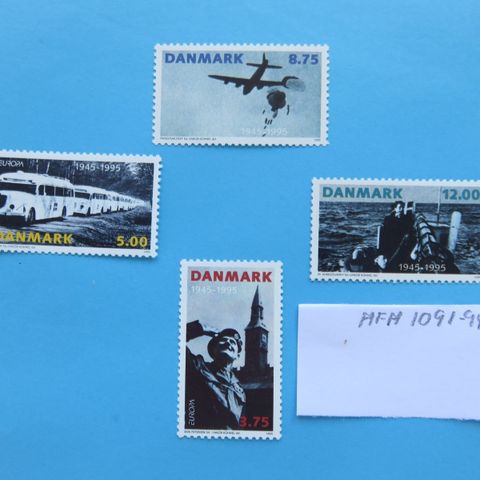 DANMARK 8.75
1945-1995
EUROPA 1945-1995
DANMARK 5.00
DANMARK 12.00
1945-1995
DANMARK
1945-1995
EUROPA
3.75
AFA 1091-94